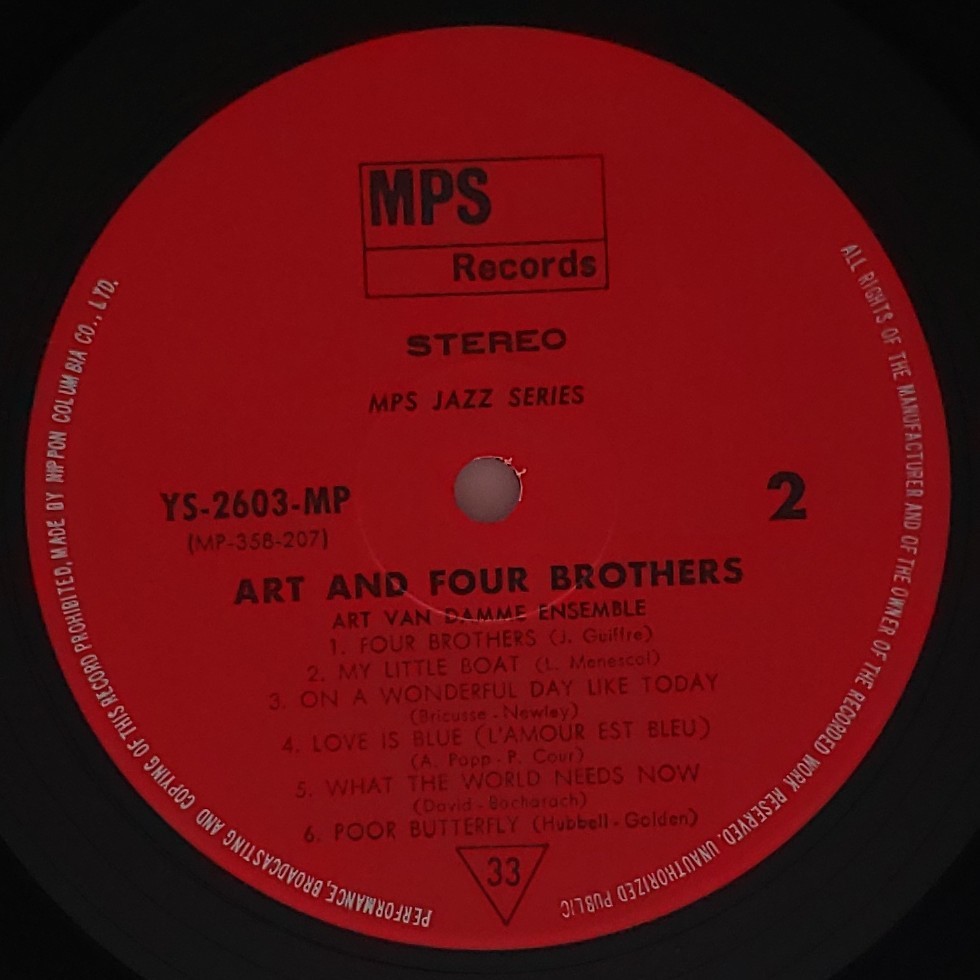 MPS
Records
STEREO
MPS JAZZ SERIES
YS-2603-MP
(MP-358-207)
2
ART AND FOUR BROTHERS
ART VAN DAMME ENSEMBLE
1. FOUR BROTHERS (J. Guiffre)
2. MY LITTLE BOAT (L. Menescol)
3. ON A WONDERFUL DAY LIKE TODAY
(Bricusse - Newley)
4. LOVE IS BLUE (L'AMOUR EST BLEU)
(A. Popp - P. Cour)
5. WHAT THE WORLD NEEDS NOW
(David - Bacharach)
6. POOR BUTTERFLY (Hubbell - Golden)
33
ALL RIGHTS OF THE MANUFACTURER AND OF THE OWNER OF THE RECORDED WORK RESERVED. UNAUTHORIZED PUBLIC
PERFORMANCE, BROADCASTING AND COPYING OF THIS RECORD PROHIBITED, MADE BY NIPPON COLUMBIA CO., LTD.